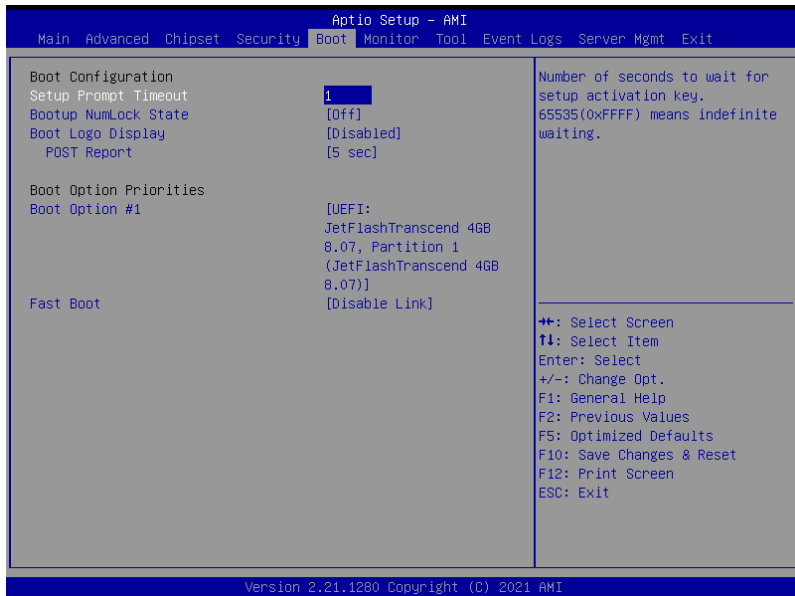 Aptio Setup – AMI
Main Advanced Chipset Security Boot Monitor Tool Event Logs Server Mgmt Exit
Boot Configuration
Setup Prompt Timeout 1
Bootup NumLock State [Off]
Boot Logo Display [Disabled]
POST Report [5 sec]
Boot Option Priorities
Boot Option #1 [UEFI:
JetFlashTranscend 4GB
8.07, Partition 1
(JetFlashTranscend 4GB
8.07)]
Fast Boot [Disable Link]
Number of seconds to wait for
setup activation key.
65535(0xFFFF) means indefinite
waiting.
→←: Select Screen
↑↓: Select Item
Enter: Select
+/-: Change Opt.
F1: General Help
F2: Previous Values
F5: Optimized Defaults
F10: Save Changes & Reset
F12: Print Screen
ESC: Exit
Version 2.21.1280 Copyright (C) 2021 AMI